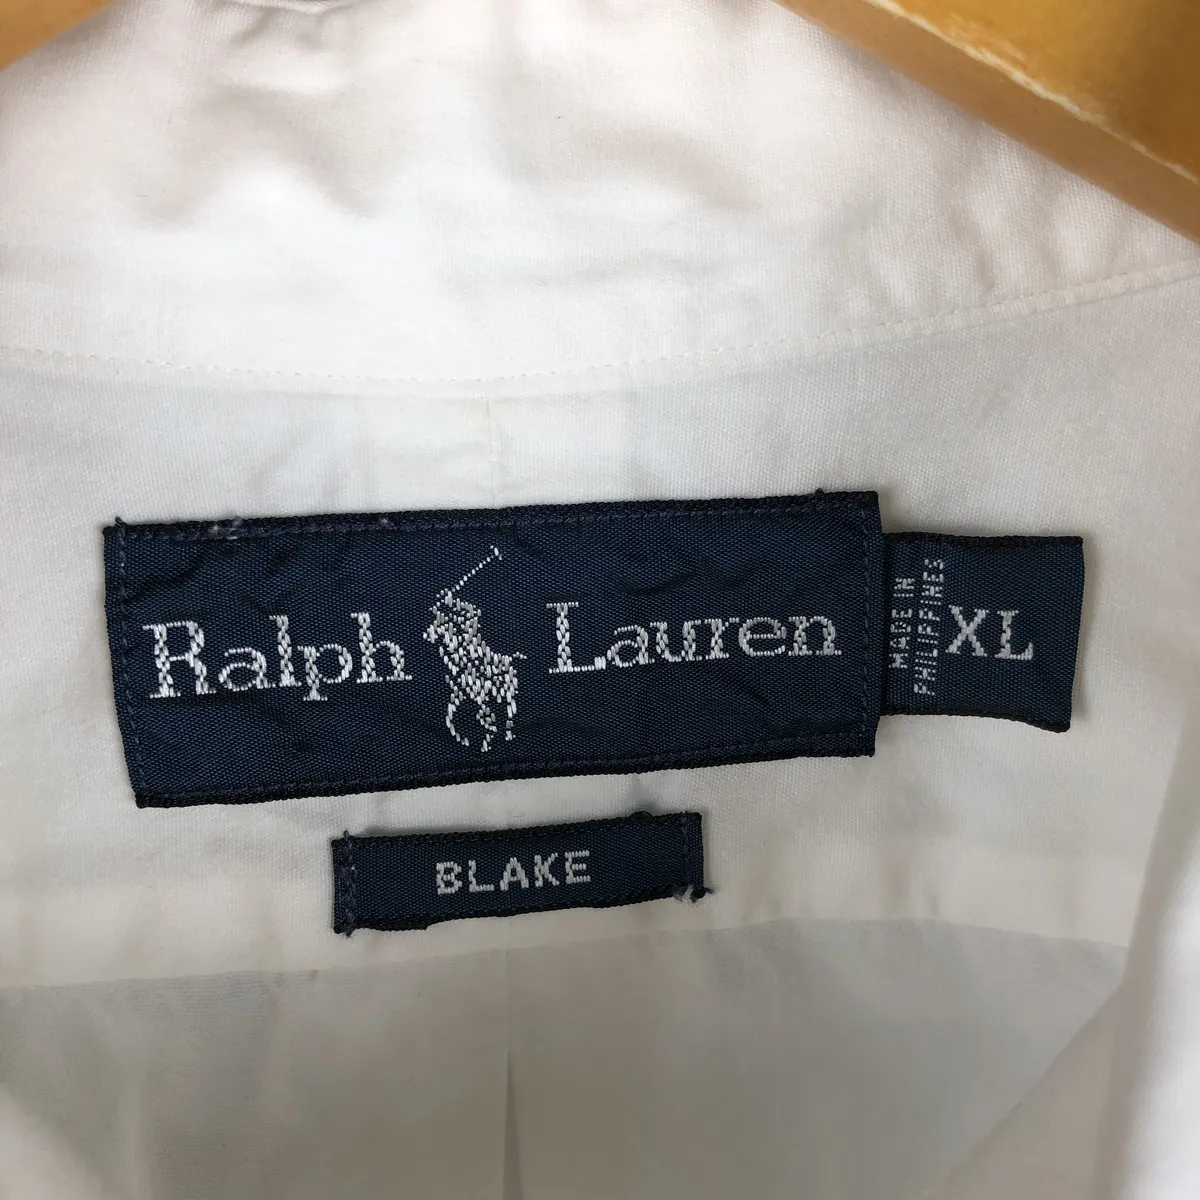 Ralph Lauren
MADE IN
PHILIPPINES
XL
BLAKE